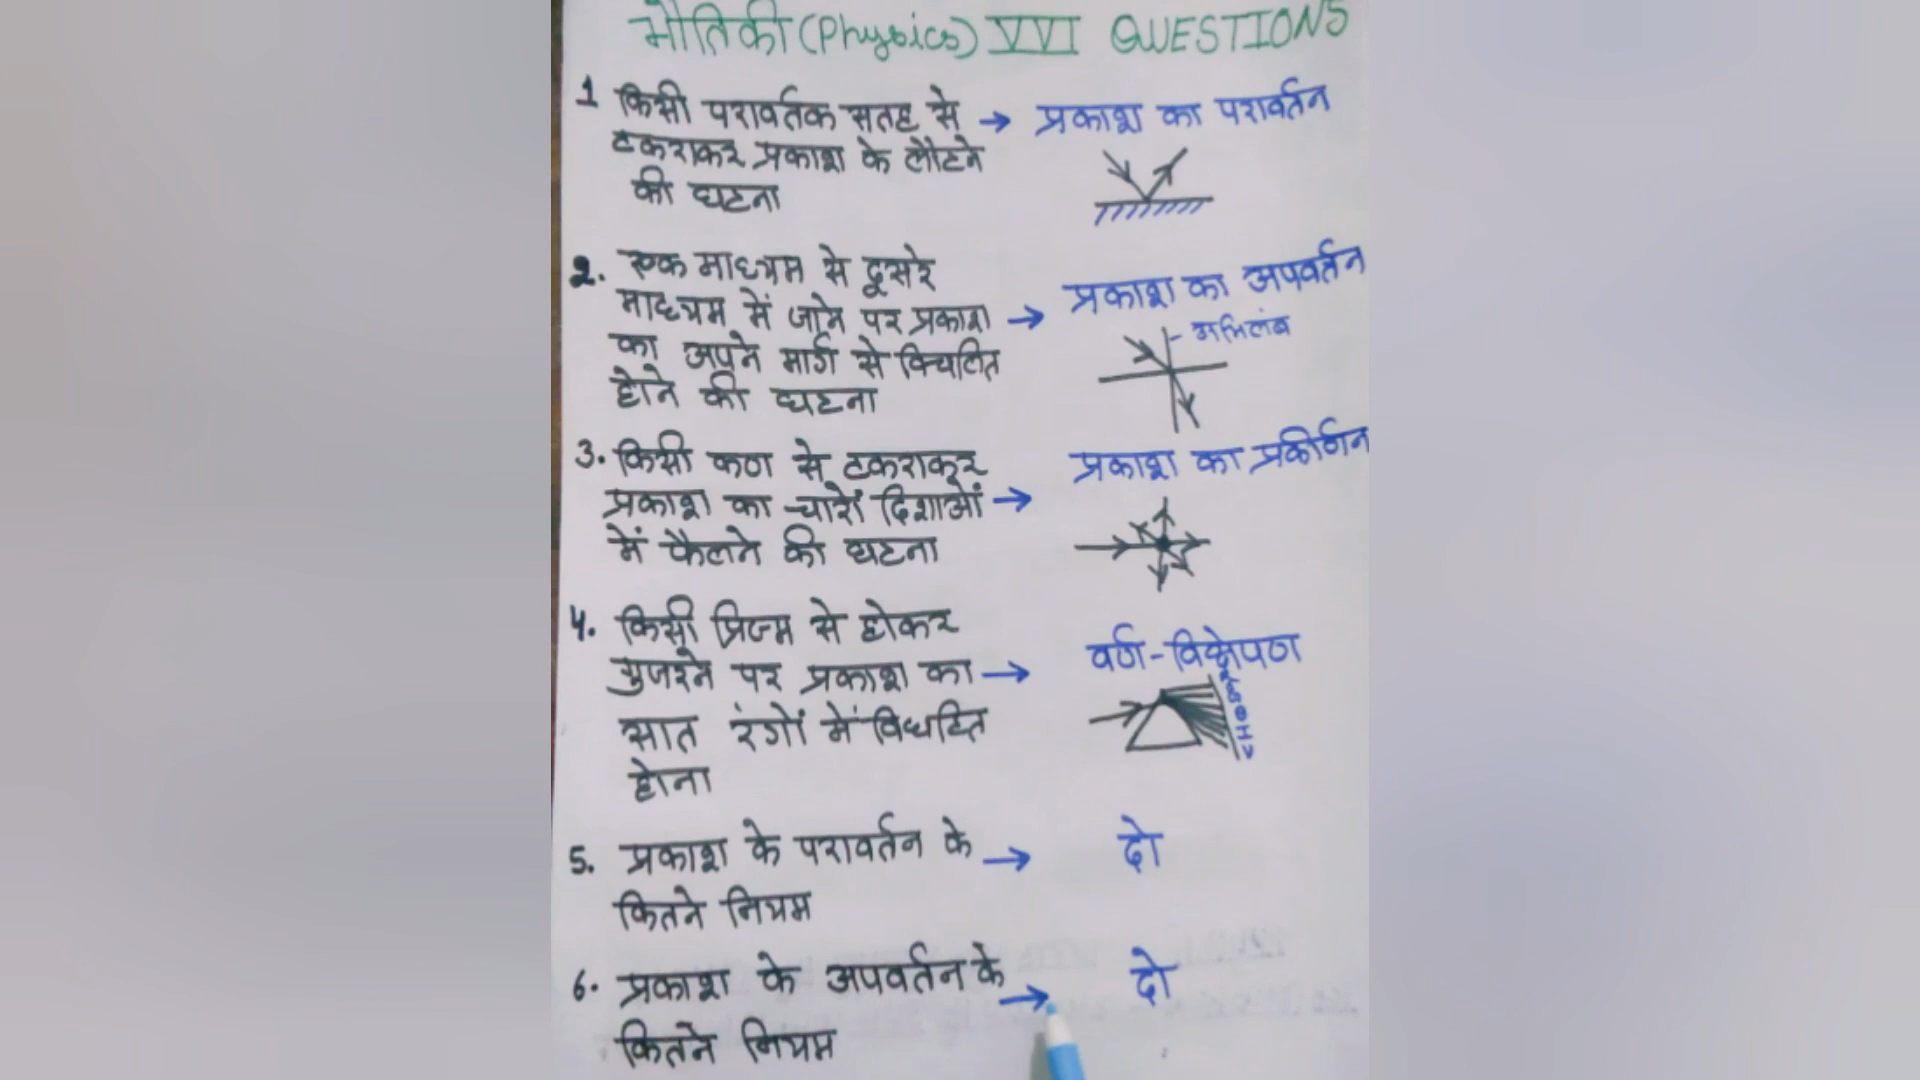 भौतिकी (Physics) VVI QUESTIONS
1 किसी परावर्तक सतह से → प्रकाश का परावर्तन
टकराकर प्रकाश के लौटने
की घटना
2. एक माध्यम से दूसरे
माध्यम में जाने पर प्रकाश → प्रकाश का अपवर्तन
अभिलंब
का अपने मार्ग से विचलित
होने की घटना
3. किसी कण से टकराकर
प्रकाश का चारों दिशाओं → प्रकाश का प्रकीर्णन
में फैलने की घटना
4. किसी प्रिज्म से होकर
गुजरने पर प्रकाश का → वर्ण-विक्षेपण
सात रंगों में विघटित
होना
5. प्रकाश के परावर्तन के → दो
कितने नियम
6. प्रकाश के अपवर्तन के → दो
कितने नियम